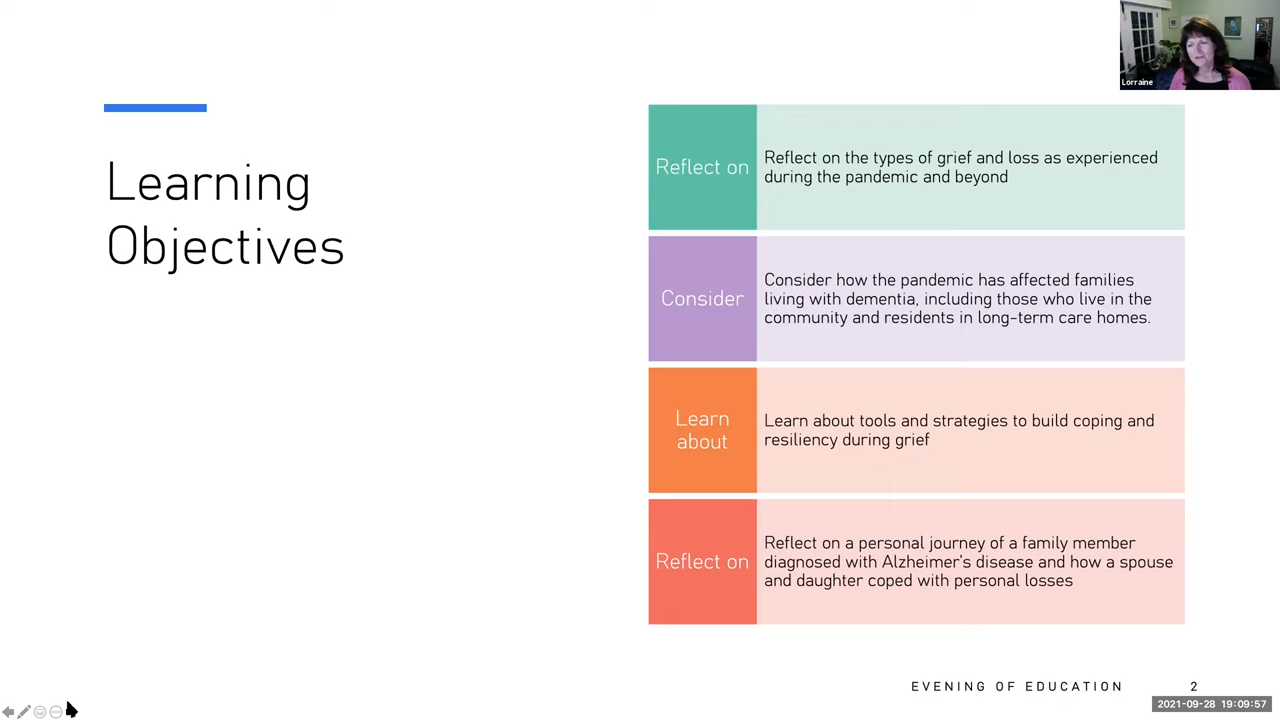 Lorraine
Learning
Objectives
Reflect on
Reflect on the types of grief and loss as experienced
during the pandemic and beyond
Consider
Consider how the pandemic has affected families
living with dementia, including those who live in the
community and residents in long-term care homes.
Learn
about
Learn about tools and strategies to build coping and
resiliency during grief
Reflect on
Reflect on a personal journey of a family member
diagnosed with Alzheimer's disease and how a spouse
and daughter coped with personal losses
EVENING OF EDUCATION
2
2021-09-28 19:09:57